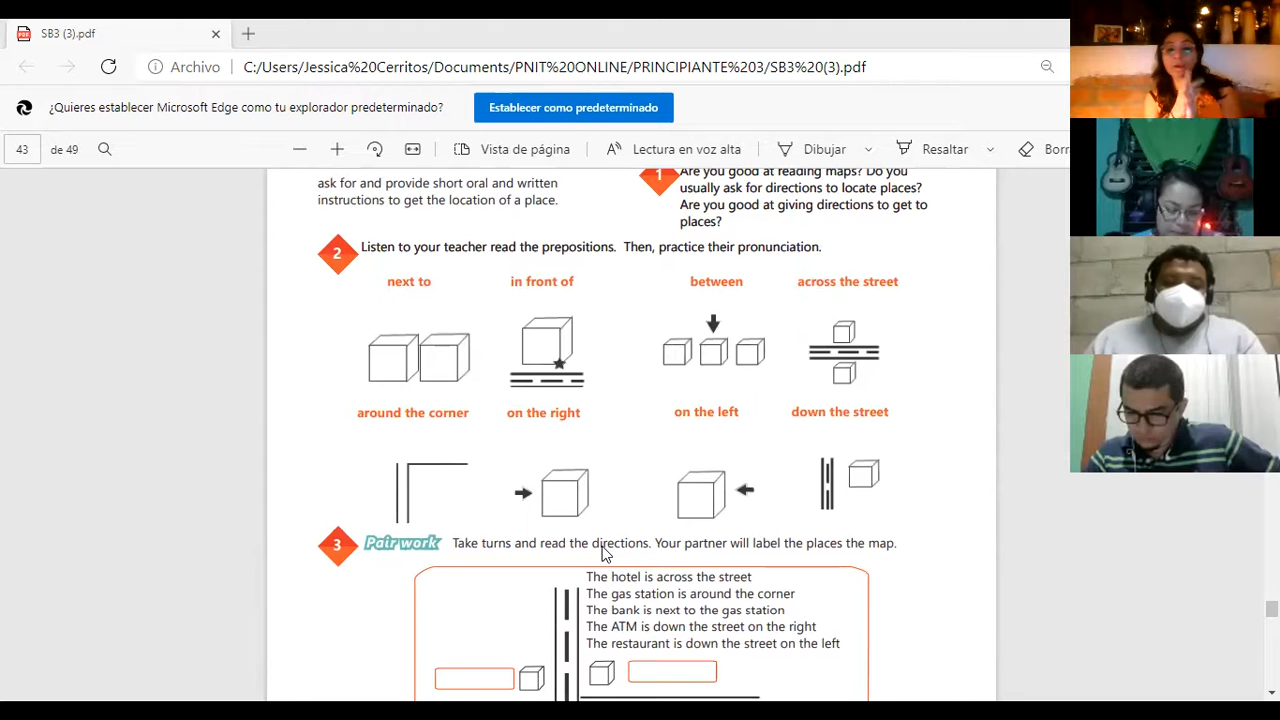 SB3 (3).pdf
Archivo
C:/Users/Jessica%20Cerritos/Documents/PNIT%20ONLINE/PRINCIPIANTE%203/SB3%20(3).pdf
¿Quieres establecer Microsoft Edge como tu explorador predeterminado?
Establecer como predeterminado
43 de 49
Vista de página
Lectura en voz alta
Dibujar
Resaltar
Borr
ask for and provide short oral and written
instructions to get the location of a place.
1
Are you good at reading maps? Do you
usually ask for directions to locate places?
Are you good at giving directions to get to
places?
2 Listen to your teacher read the prepositions. Then, practice their pronunciation.
next to in front of between across the street
around the corner on the right on the left down the street
3 Pair work Take turns and read the directions. Your partner will label the places the map.
The hotel is across the street
The gas station is around the corner
The bank is next to the gas station
The ATM is down the street on the right
The restaurant is down the street on the left